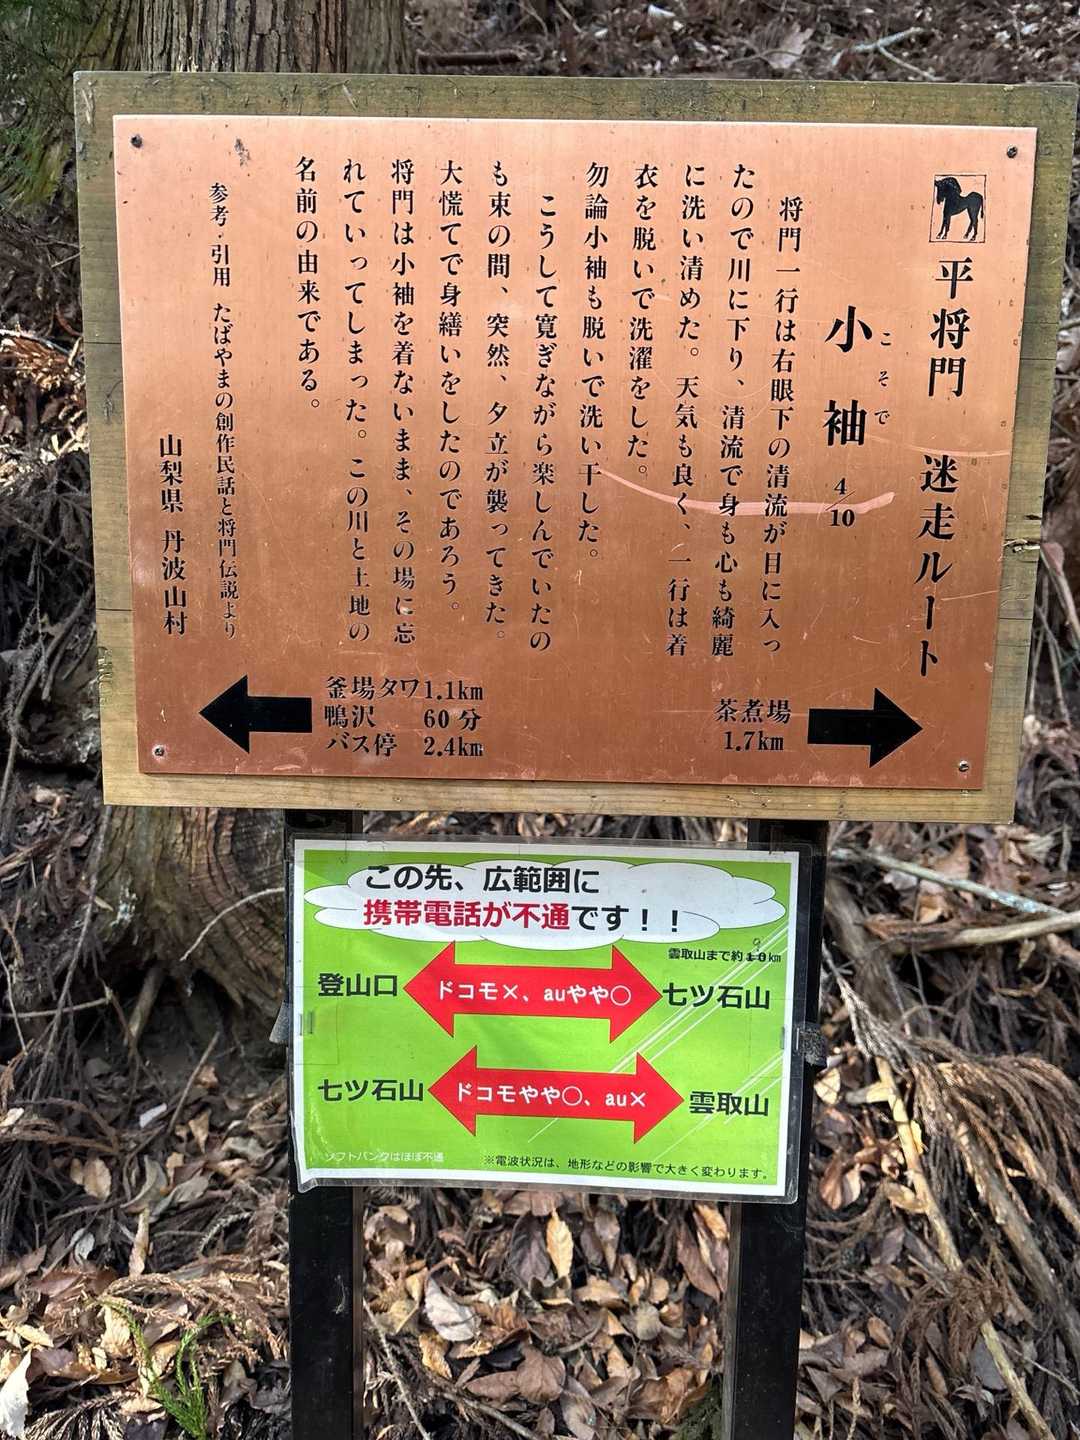 平将門 迷走ルート
こそで
小袖 4/10
将門一行は右眼下の清流が目に入っ
たので川に下り、清流で身も心も綺麗
に洗い清めた。天気も良く、一行は着
衣を脱いで洗濯をした。
勿論小袖も脱いで洗い干した。
こうして寛ぎながら楽しんでいたの
も束の間、突然、夕立が襲ってきた。
大慌てで身繕いをしたのであろう。
将門は小袖を着ないまま、その場に忘
れていってしまった。この川と土地の
名前の由来である。
参考・引用 たばやまの創作民話と将門伝説より
山梨県 丹波山村
釜場タワ1.1km
鴨沢 60分
バス停 2.4km
茶煮場
1.7km
この先、広範囲に
携帯電話が不通です！！
雲取山まで約10km
登山口 ドコモ×、auやや○ 七ツ石山
七ツ石山 ドコモやや○、au× 雲取山
ソフトバンクはほぼ不通
※電波状況は、地形などの影響で大きく変わります。